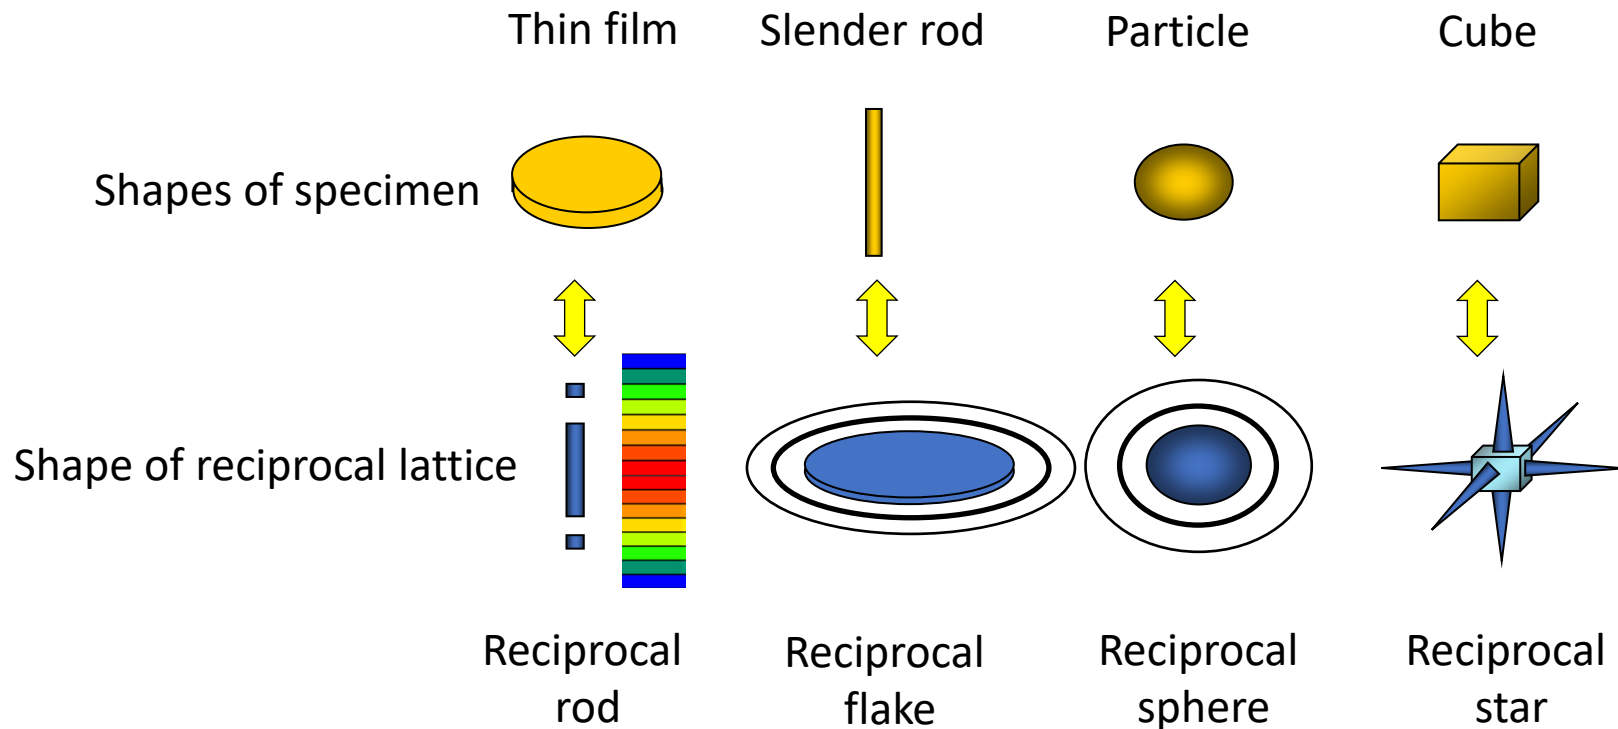 Thin film
Slender rod
Particle
Cube
Shapes of specimen
Shape of reciprocal lattice
Reciprocal
rod
Reciprocal
flake
Reciprocal
sphere
Reciprocal
star